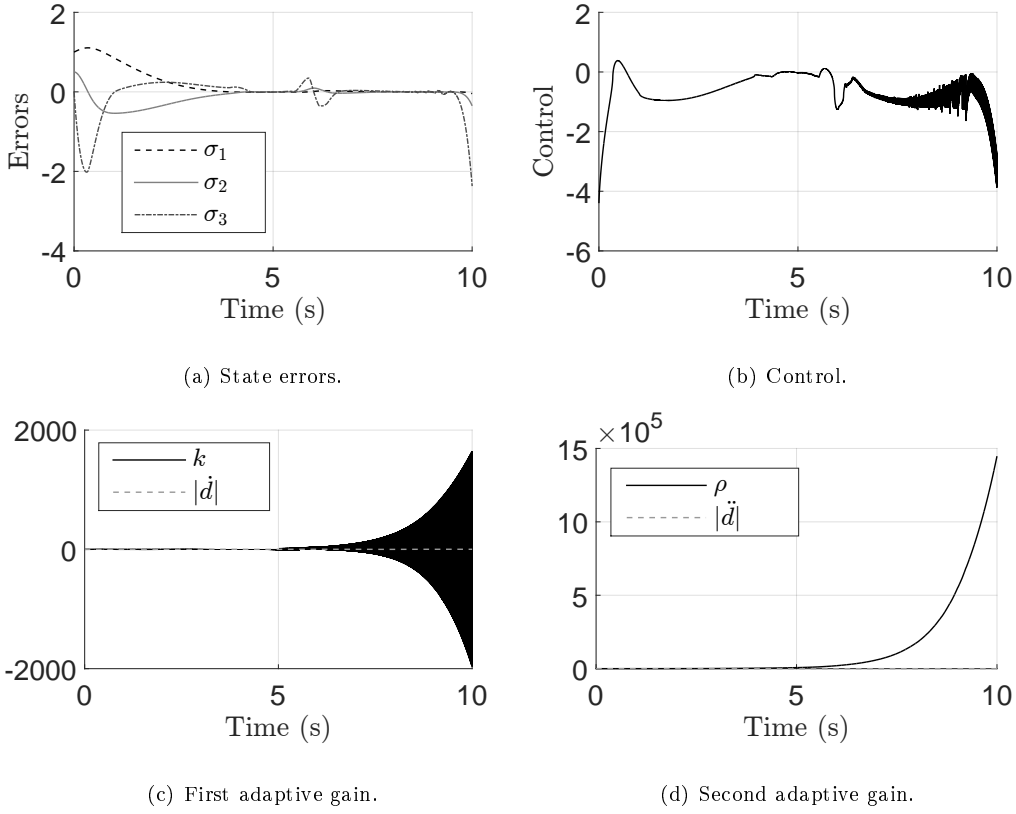 2
0
-2
-4
Errors
σ1
σ2
σ3
0 5 10
Time (s)
(a) State errors.
2
0
-2
-4
-6
Control
0 5 10
Time (s)
(b) Control.
2000
0
-2000
k
|ḋ|
0 5 10
Time (s)
(c) First adaptive gain.
×10⁵
15
10
5
0
ρ
|d̈|
0 5 10
Time (s)
(d) Second adaptive gain.